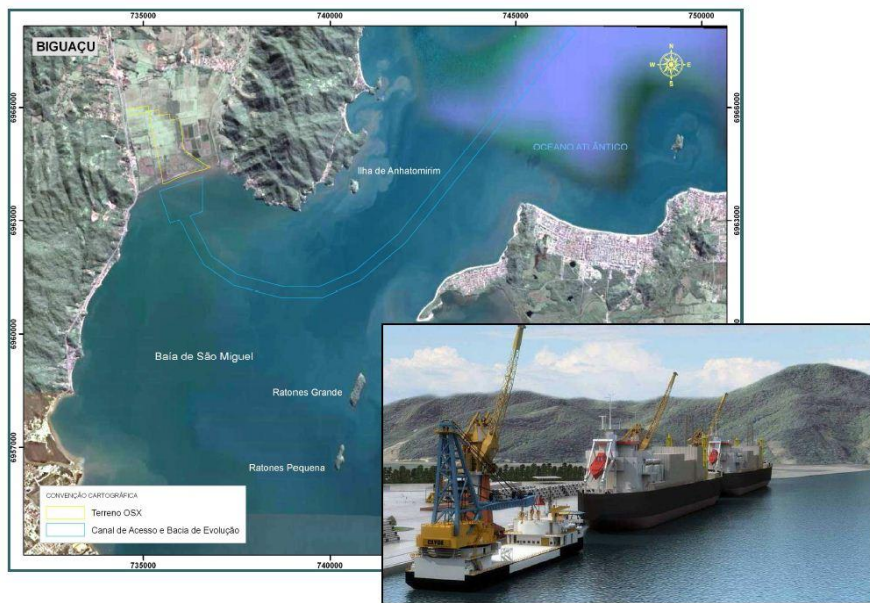 735000 740000 745000 750000
BIGUAÇU
N
W E
S
6966000 6966000
OCEANO ATLÂNTICO
Ilha de Anhatomirim
6963000 6963000
6960000
Baía de São Miguel
Ratones Grande
6957000
Ratones Pequena
CONVENÇÃO CARTOGRÁFICA
Terreno OSX
Canal de Acesso e Bacia de Evolução
735000 740000